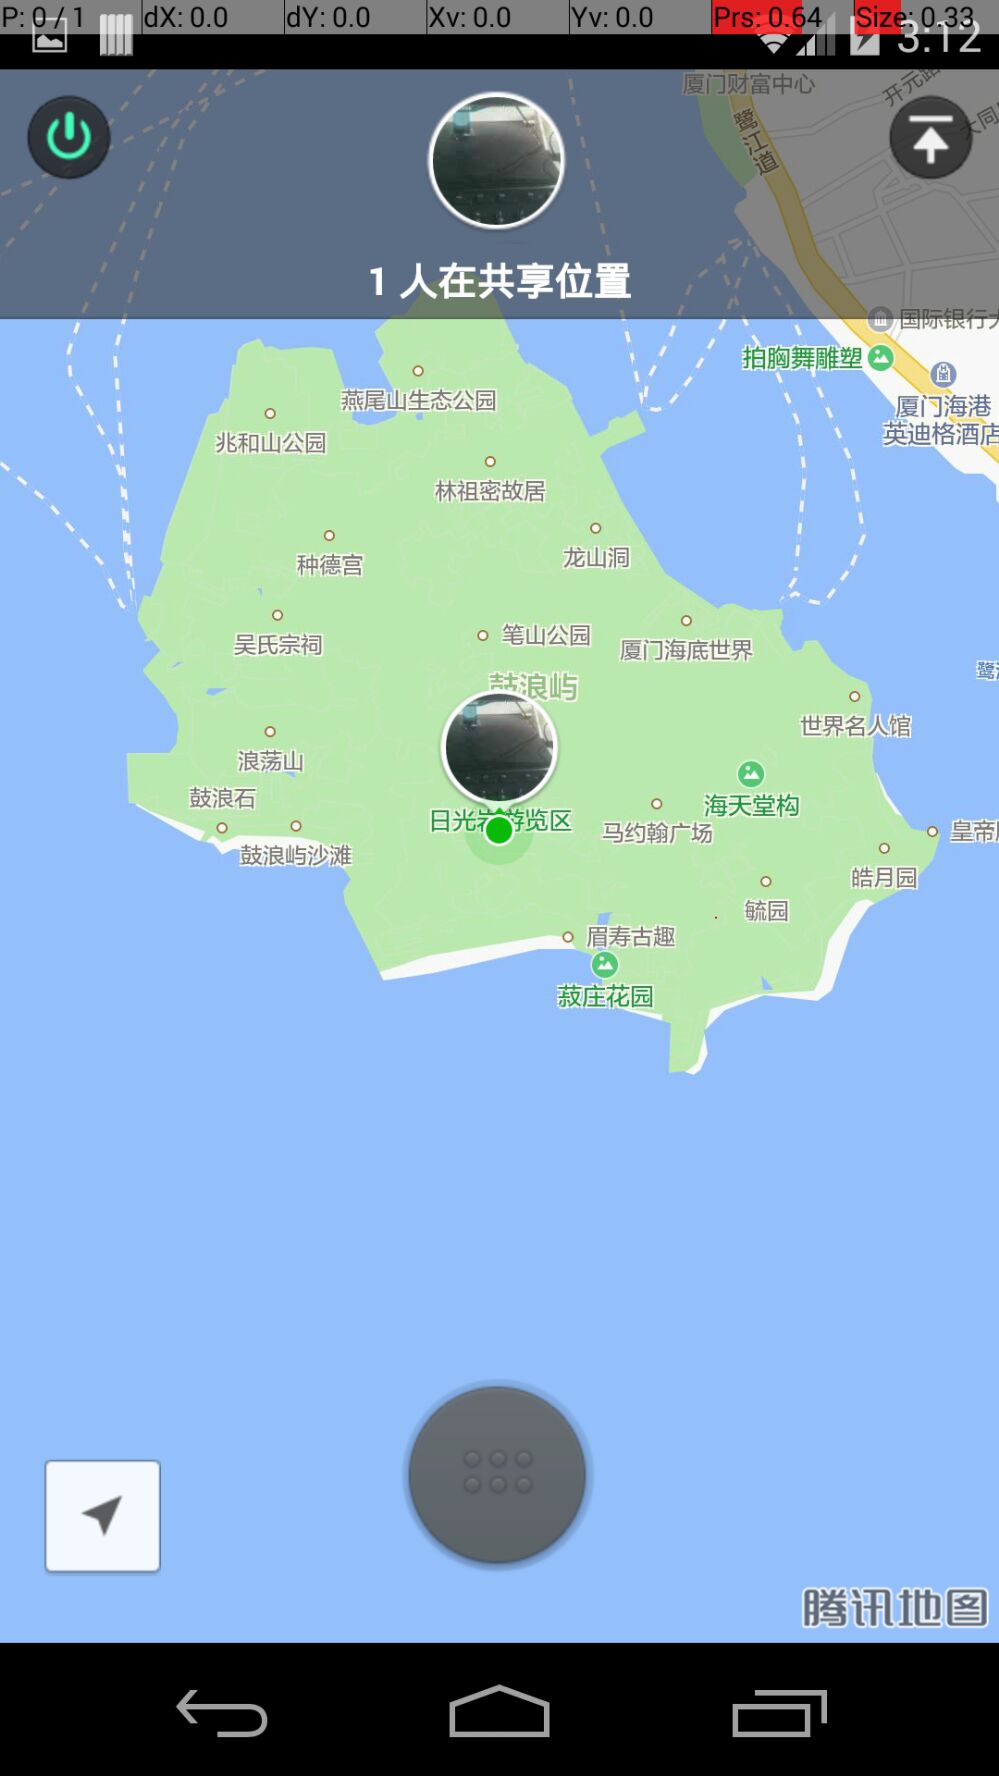 P: 0 / 1 dX: 0.0 dY: 0.0 Xv: 0.0 Yv: 0.0 Prs: 0.64 Size: 0.33
3:12
厦门财富中心
开元路
大同
鹭江道
1 人在共享位置
国际银行大
拍胸舞雕塑
厦门海港
英迪格酒店
燕尾山生态公园
兆和山公园
林祖密故居
龙山洞
种德宫
吴氏宗祠
笔山公园
厦门海底世界
鹭江
鼓浪屿
世界名人馆
浪荡山
鼓浪石
海天堂构
日光岩游览区
马约翰广场
皇帝
鼓浪屿沙滩
皓月园
毓园
眉寿古趣
菽庄花园
腾讯地图